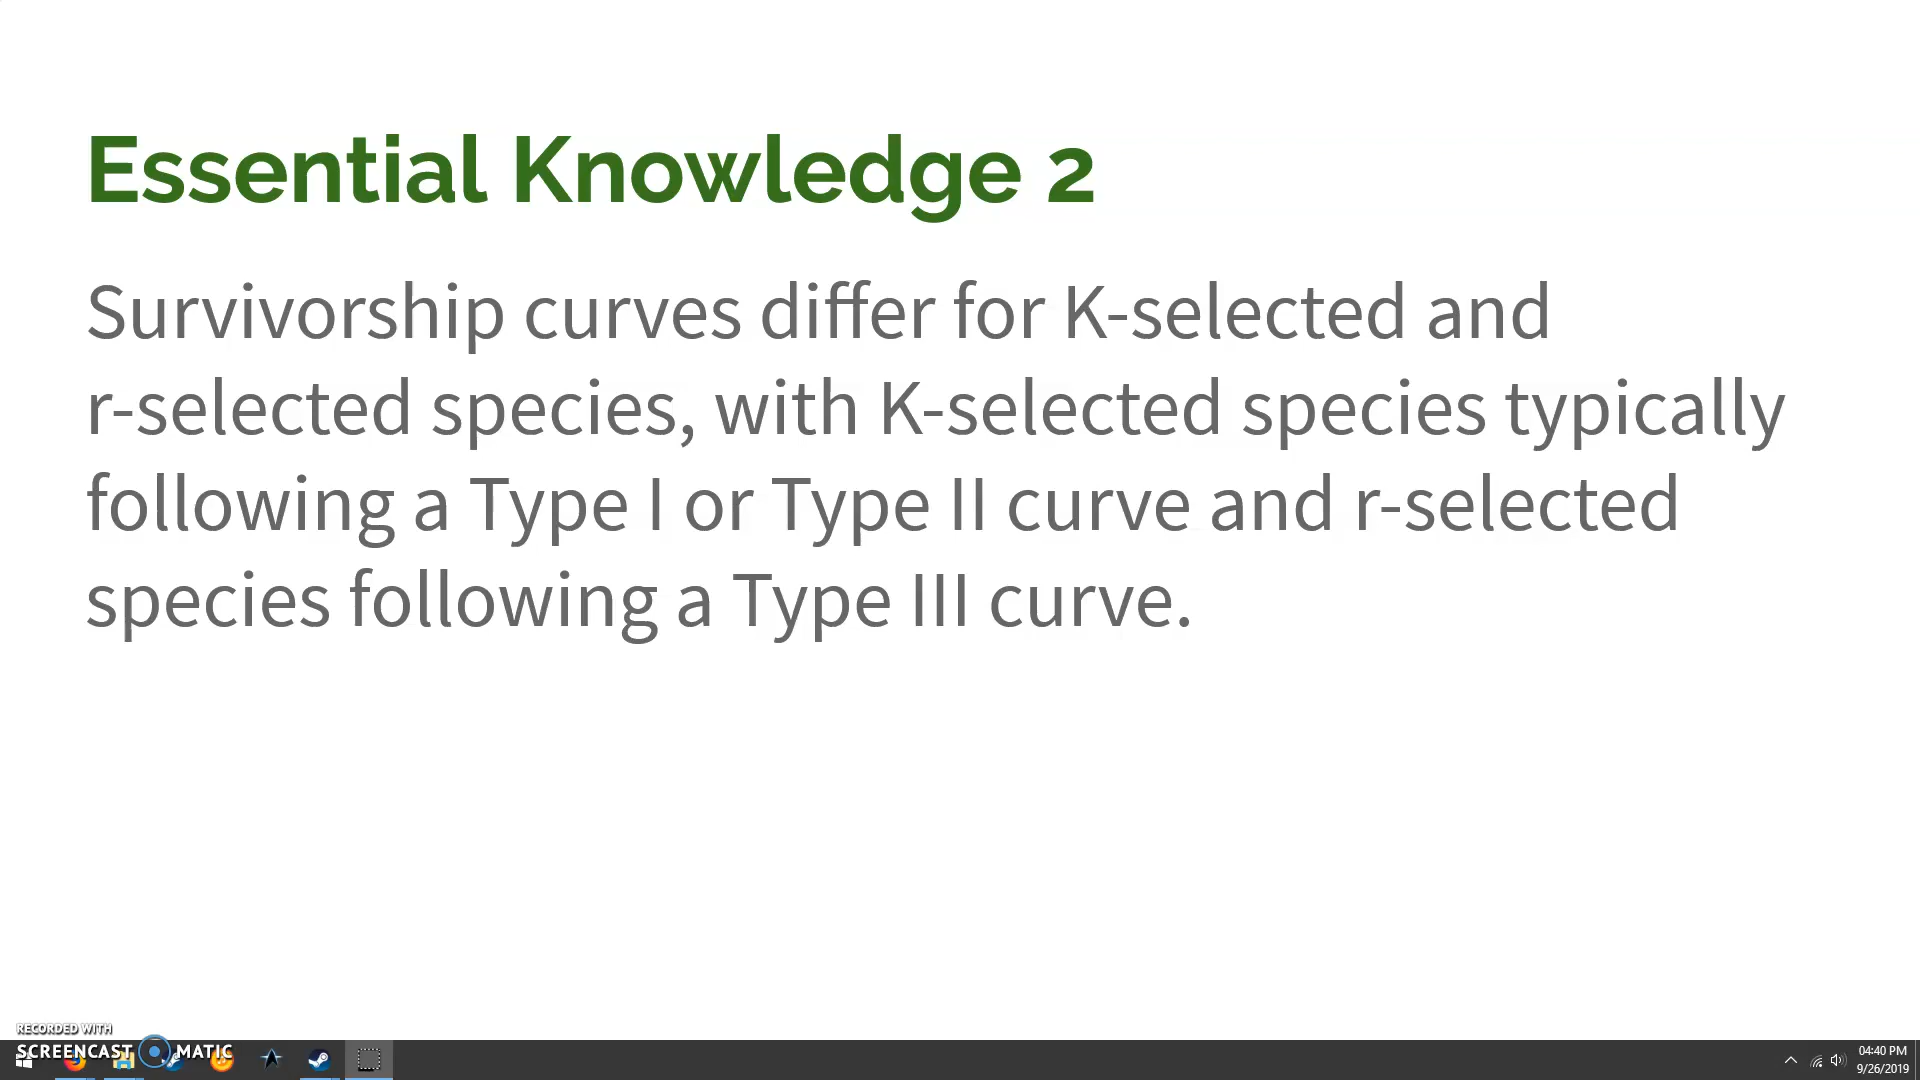 Essential Knowledge 2
Survivorship curves differ for K-selected and
r-selected species, with K-selected species typically
following a Type I or Type II curve and r-selected
species following a Type III curve.
RECORDED WITH
SCREENCAST MATIC
04:40 PM
9/26/2019